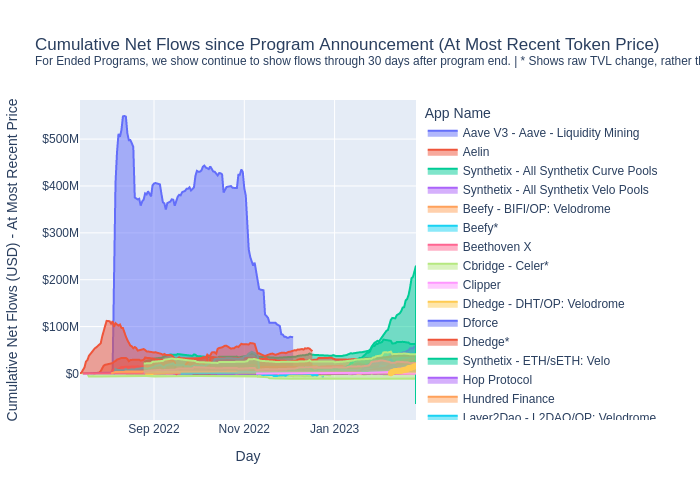 Cumulative Net Flows since Program Announcement (At Most Recent Token Price)
For Ended Programs, we show continue to show flows through 30 days after program end. | * Shows raw TVL change, rather th
App Name
Aave V3 - Aave - Liquidity Mining
Aelin
Synthetix - All Synthetix Curve Pools
Synthetix - All Synthetix Velo Pools
Beefy - BIFI/OP: Velodrome
Beefy*
Beethoven X
Cbridge - Celer*
Clipper
Dhedge - DHT/OP: Velodrome
Dforce
Dhedge*
Synthetix - ETH/sETH: Velo
Hop Protocol
Hundred Finance
Layer2Dao - L2DAO/OP: Velodrome
Cumulative Net Flows (USD) - At Most Recent Price
$500M
$400M
$300M
$200M
$100M
$0
Sep 2022
Nov 2022
Jan 2023
Day